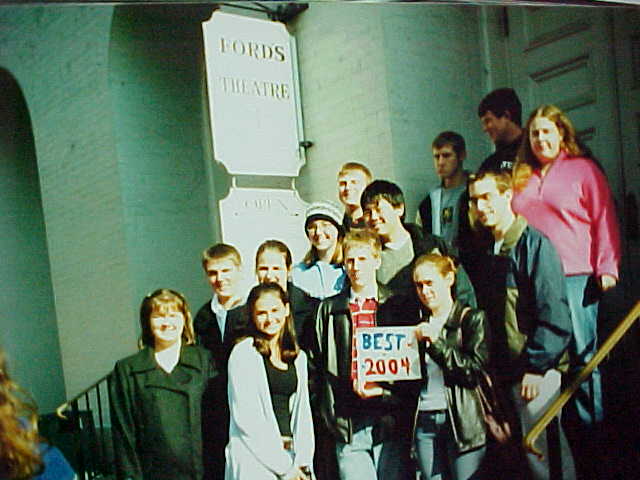 FORDS
THEATRE
OPEN
BEST
2004